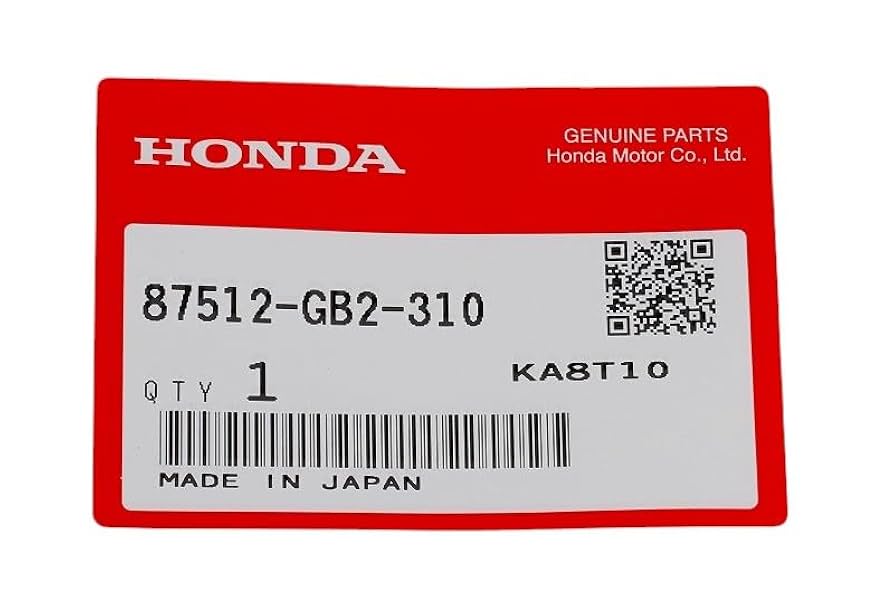 HONDA
GENUINE PARTS
Honda Motor Co., Ltd.
87512-GB2-310
QTY 1
KA8T10
MADE IN JAPAN